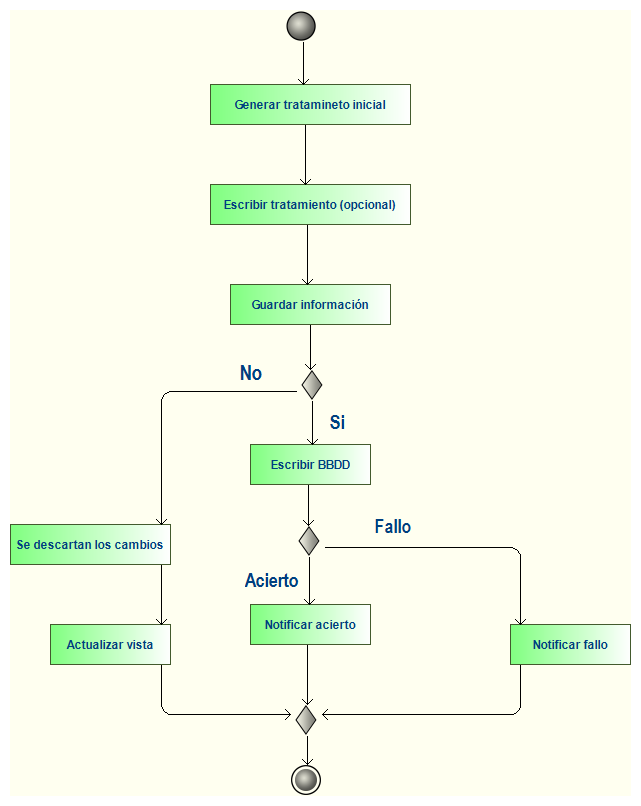 Generar tratamineto inicial
Escribir tratamiento (opcional)
Guardar información
No
Si
Escribir BBDD
Fallo
Se descartan los cambios
Acierto
Notificar acierto
Actualizar vista
Notificar fallo